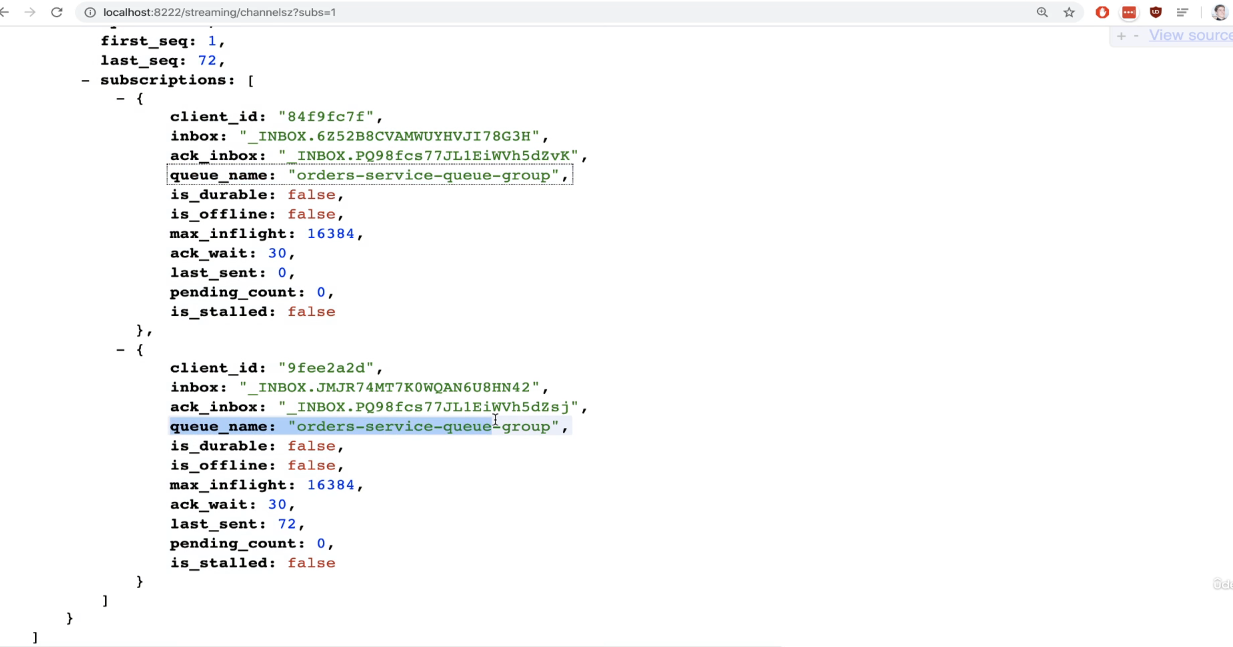 localhost:8222/streaming/channelsz?subs=1
+ - View source
first_seq: 1,
last_seq: 72,
- subscriptions: [
- {
client_id: "84f9fc7f",
inbox: "_INBOX.6Z52B8CVAMWUYHVJI78G3H",
ack_inbox: "_INBOX.PQ98fcs77JL1EiWVh5dZvK",
queue_name: "orders-service-queue-group",
is_durable: false,
is_offline: false,
max_inflight: 16384,
ack_wait: 30,
last_sent: 0,
pending_count: 0,
is_stalled: false
},
- {
client_id: "9fee2a2d",
inbox: "_INBOX.JMJR74MT7K0WQAN6U8HN42",
ack_inbox: "_INBOX.PQ98fcs77JL1EiWVh5dZsj",
queue_name: "orders-service-queue-group",
is_durable: false,
is_offline: false,
max_inflight: 16384,
ack_wait: 30,
last_sent: 72,
pending_count: 0,
is_stalled: false
}
]
}
]